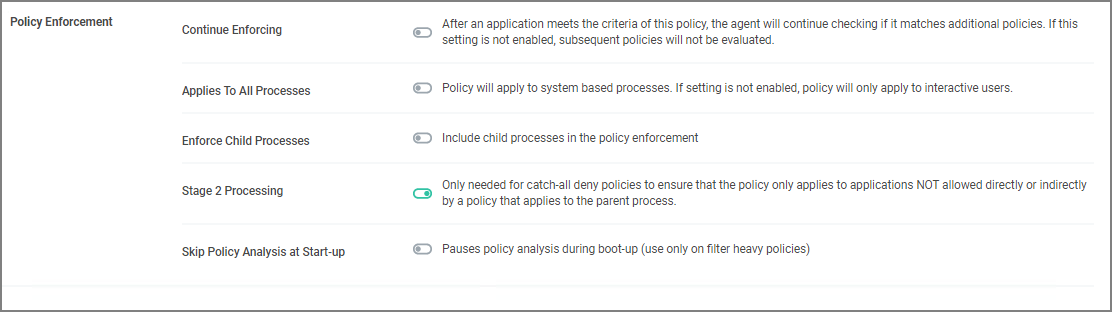 Policy Enforcement
Continue Enforcing
After an application meets the criteria of this policy, the agent will continue checking if it matches additional policies. If this
setting is not enabled, subsequent policies will not be evaluated.
Applies To All Processes
Policy will apply to system based processes. If setting is not enabled, policy will only apply to interactive users.
Enforce Child Processes
Include child processes in the policy enforcement
Stage 2 Processing
Only needed for catch-all deny policies to ensure that the policy only applies to applications NOT allowed directly or indirectly
by a policy that applies to the parent process.
Skip Policy Analysis at Start-up
Pauses policy analysis during boot-up (use only on filter heavy policies)